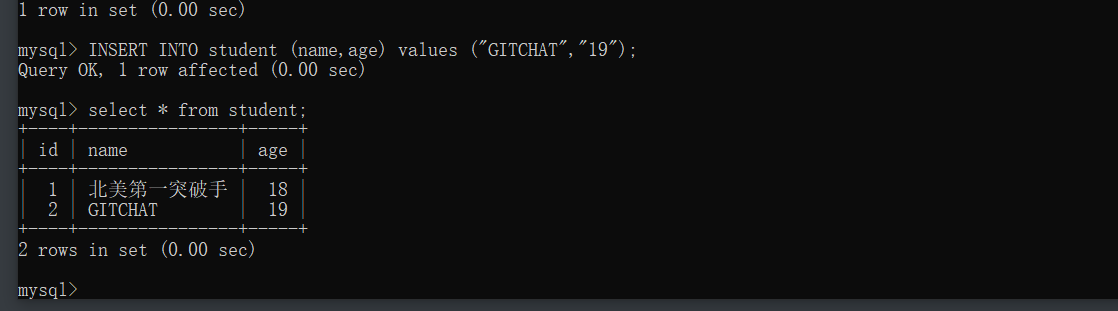 1 row in set (0.00 sec)
mysql> INSERT INTO student (name,age) values ("GITCHAT","19");
Query OK, 1 row affected (0.00 sec)
mysql> select * from student;
+----+----------------+-----+
| id | name | age |
+----+----------------+-----+
| 1 | 北美第一突破手 | 18 |
| 2 | GITCHAT | 19 |
+----+----------------+-----+
2 rows in set (0.00 sec)
mysql>